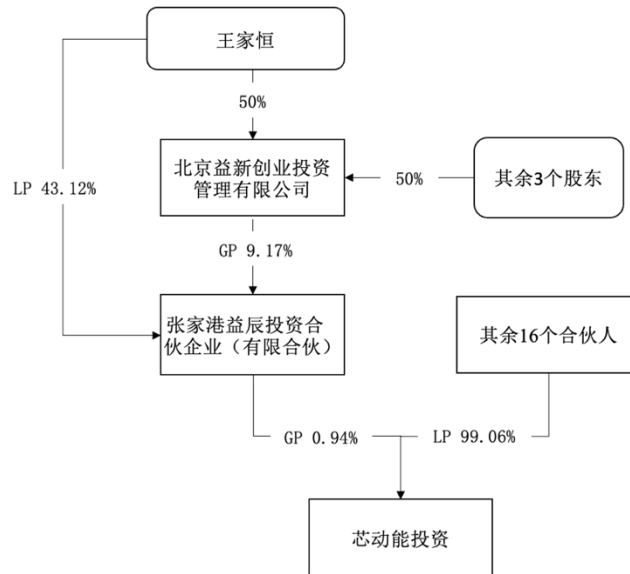 王家恒
50%
LP 43.12%
北京益新创业投资
管理有限公司
50%
其余3个股东
GP 9.17%
张家港益辰投资合
伙企业（有限合伙）
其余16个合伙人
GP 0.94%
LP 99.06%
芯动能投资